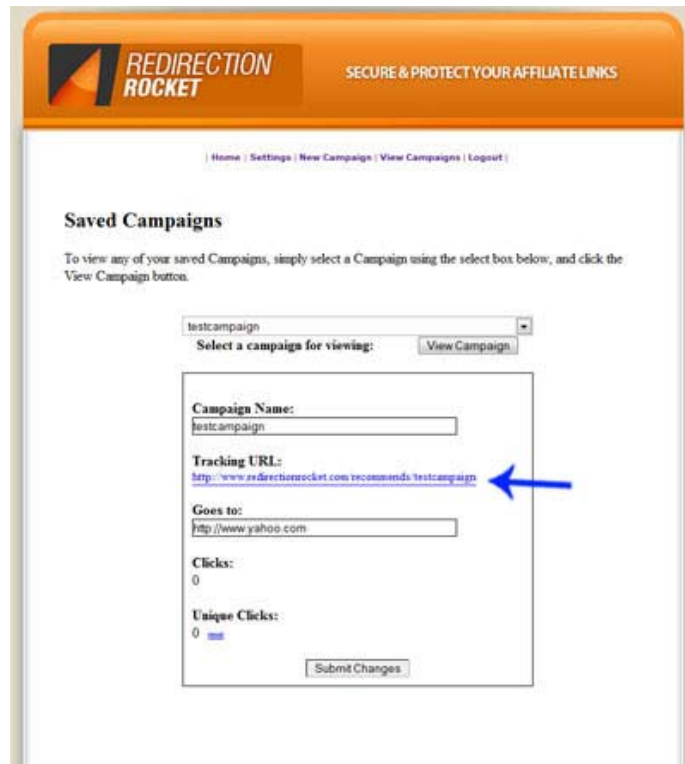 REDIRECTION
ROCKET
SECURE & PROTECT YOUR AFFILIATE LINKS
| Home | Settings | New Campaign | View Campaigns | Logout |
Saved Campaigns
To view any of your saved Campaigns, simply select a Campaign using the select box below, and click the
View Campaign button.
testcampaign
Select a campaign for viewing: View Campaign
Campaign Name:
testcampaign
Tracking URL:
http://www.redirectionrocket.com/recommends/testcampaign
Goes to:
http://www.yahoo.com
Clicks:
0
Unique Clicks:
0
Submit Changes